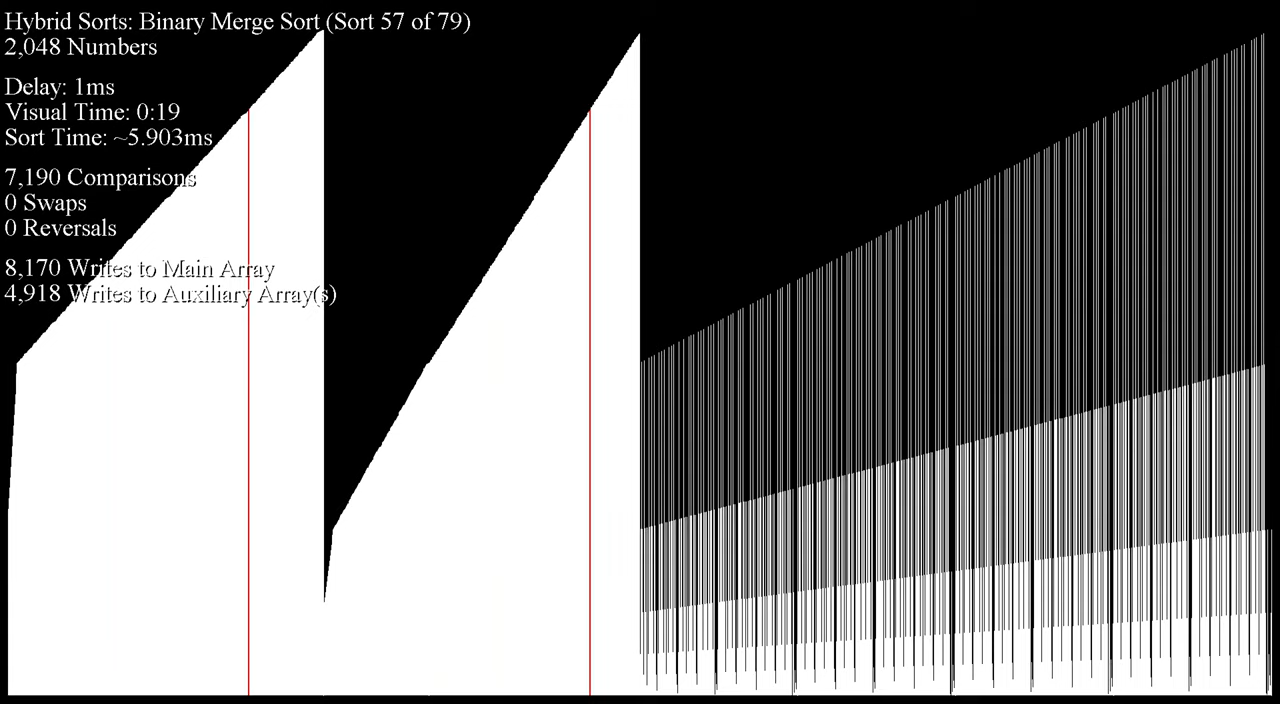 Hybrid Sorts: Binary Merge Sort (Sort 57 of 79)
2,048 Numbers
Delay: 1ms
Visual Time: 0:19
Sort Time: ~5.903ms
7,190 Comparisons
0 Swaps
0 Reversals
8,170 Writes to Main Array
4,918 Writes to Auxiliary Array(s)